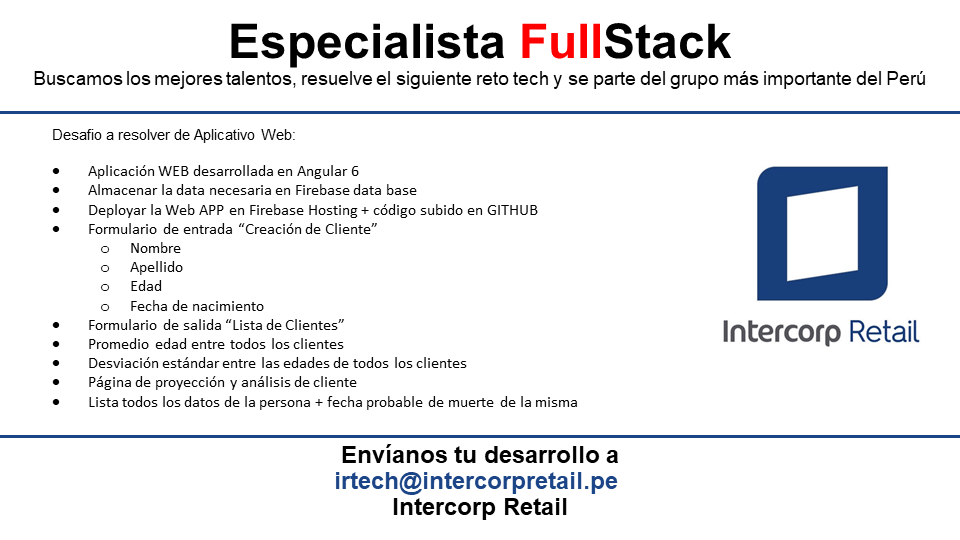 Especialista FullStack
Buscamos los mejores talentos, resuelve el siguiente reto tech y se parte del grupo más importante del Perú
Desafio a resolver de Aplicativo Web:
• Aplicación WEB desarrollada en Angular 6
• Almacenar la data necesaria en Firebase data base
• Deployar la Web APP en Firebase Hosting + código subido en GITHUB
• Formulario de entrada “Creación de Cliente”
o Nombre
o Apellido
o Edad
o Fecha de nacimiento
• Formulario de salida “Lista de Clientes”
• Promedio edad entre todos los clientes
• Desviación estándar entre las edades de todos los clientes
• Página de proyección y análisis de cliente
• Lista todos los datos de la persona + fecha probable de muerte de la misma
Intercorp Retail
Envíanos tu desarrollo a
irtech@intercorpretail.pe
Intercorp Retail